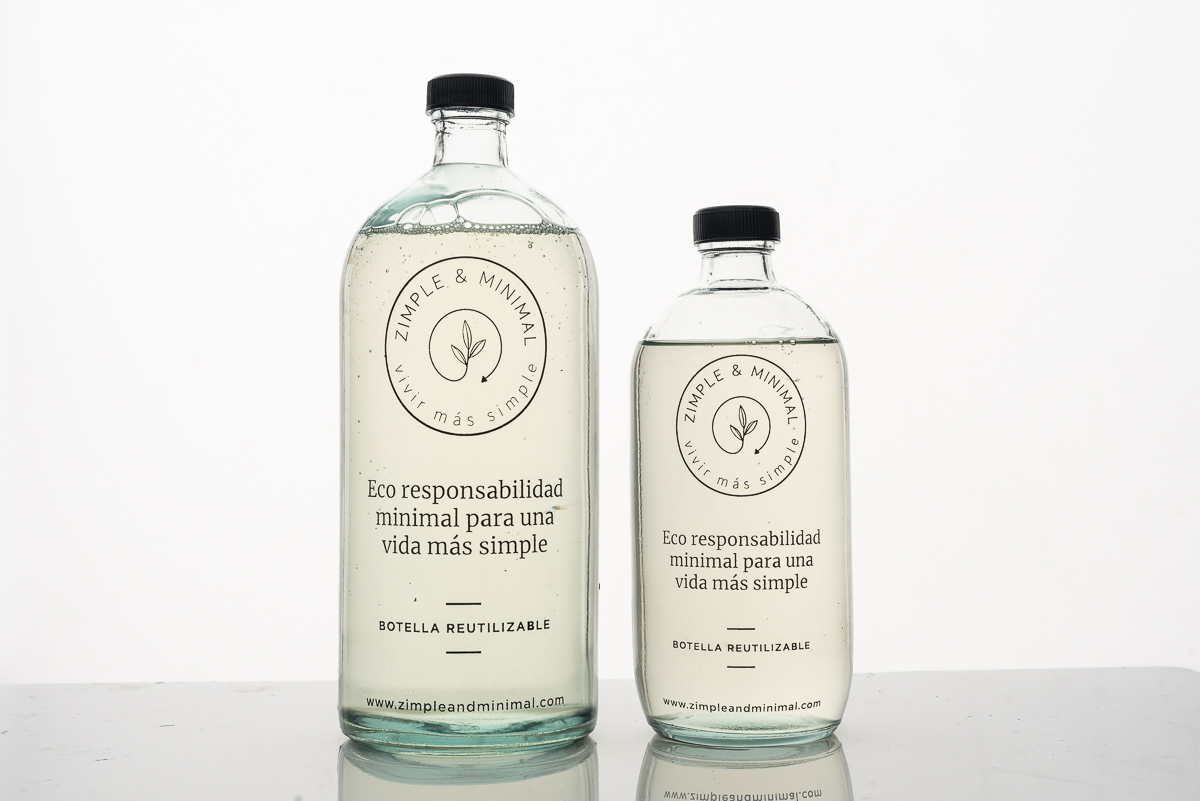 ZIMPLE & MINIMAL
vivir más simple
Eco responsabilidad
minimal para una
vida más simple
BOTELLA REUTILIZABLE
www.zimpleandminimal.com
ZIMPLE & MINIMAL
vivir más simple
Eco responsabilidad
minimal para una
vida más simple
BOTELLA REUTILIZABLE
www.zimpleandminimal.com